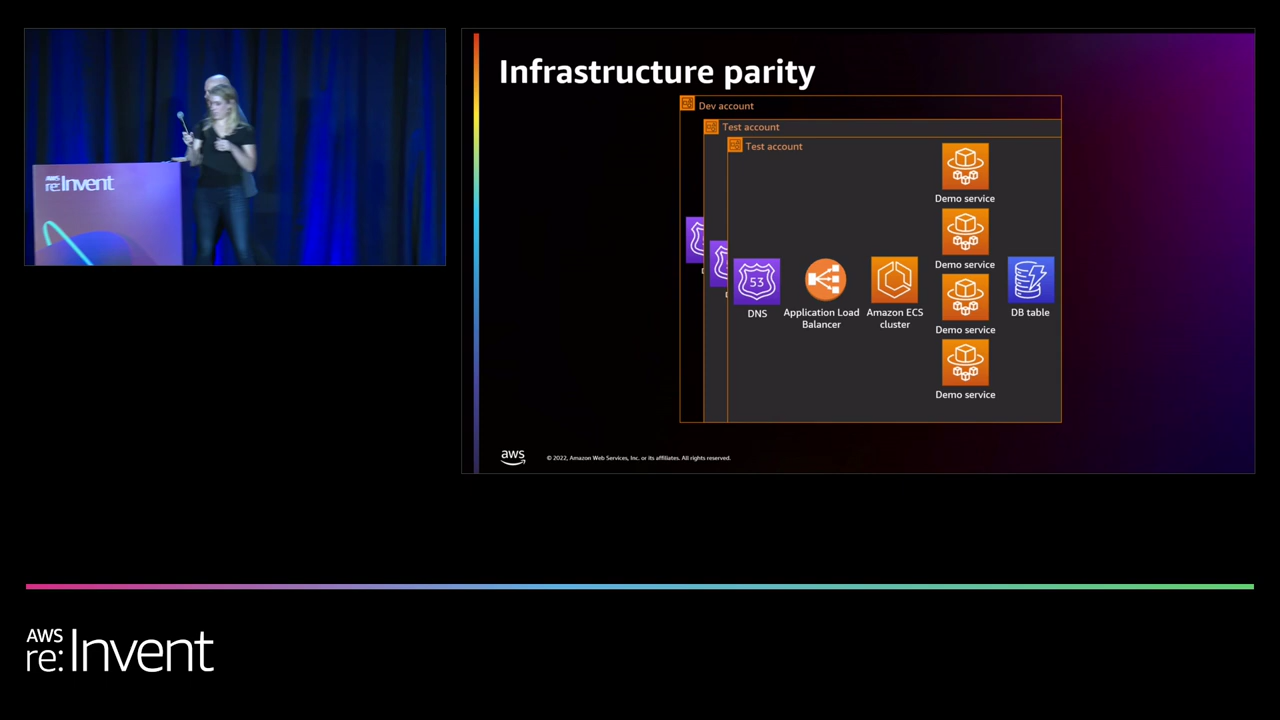 AWS
re:Invent
Infrastructure parity
Dev account
Test account
Test account
Demo service
Demo service
Demo service
Demo service
53
DNS
Application Load
Balancer
Amazon ECS
cluster
DB table
aws
© 2022, Amazon Web Services, Inc. or its affiliates. All rights reserved.
AWS
re:Invent